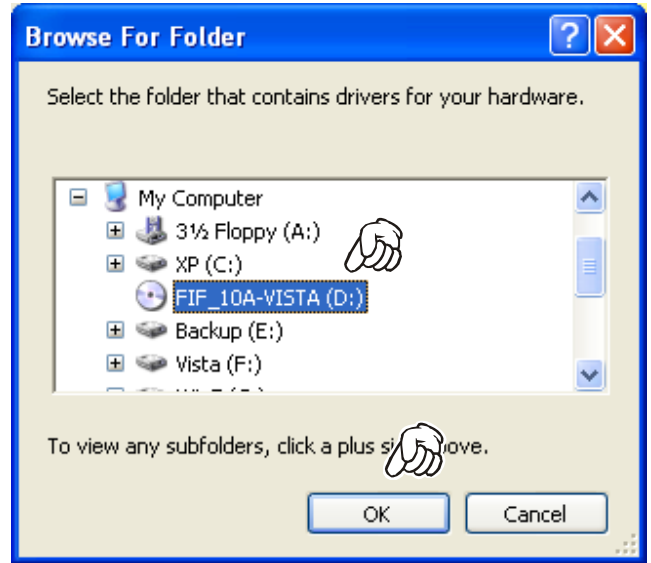 Browse For Folder
Select the folder that contains drivers for your hardware.
My Computer
3½ Floppy (A:)
XP (C:)
FIF_10A-VISTA (D:)
Backup (E:)
Vista (F:)
To view any subfolders, click a plus
OK
Cancel